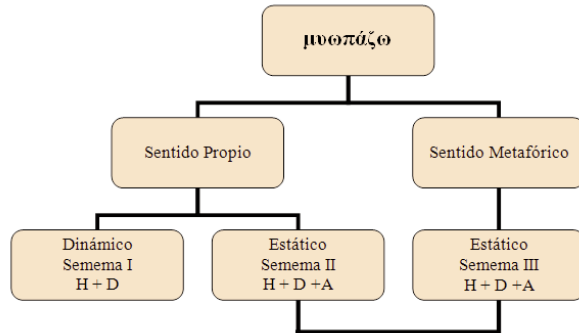 μυωπάζω
Sentido Propio
Sentido Metafórico
Dinámico
Semema I
H + D
Estático
Semema II
H + D +A
Estático
Semema III
H + D +A